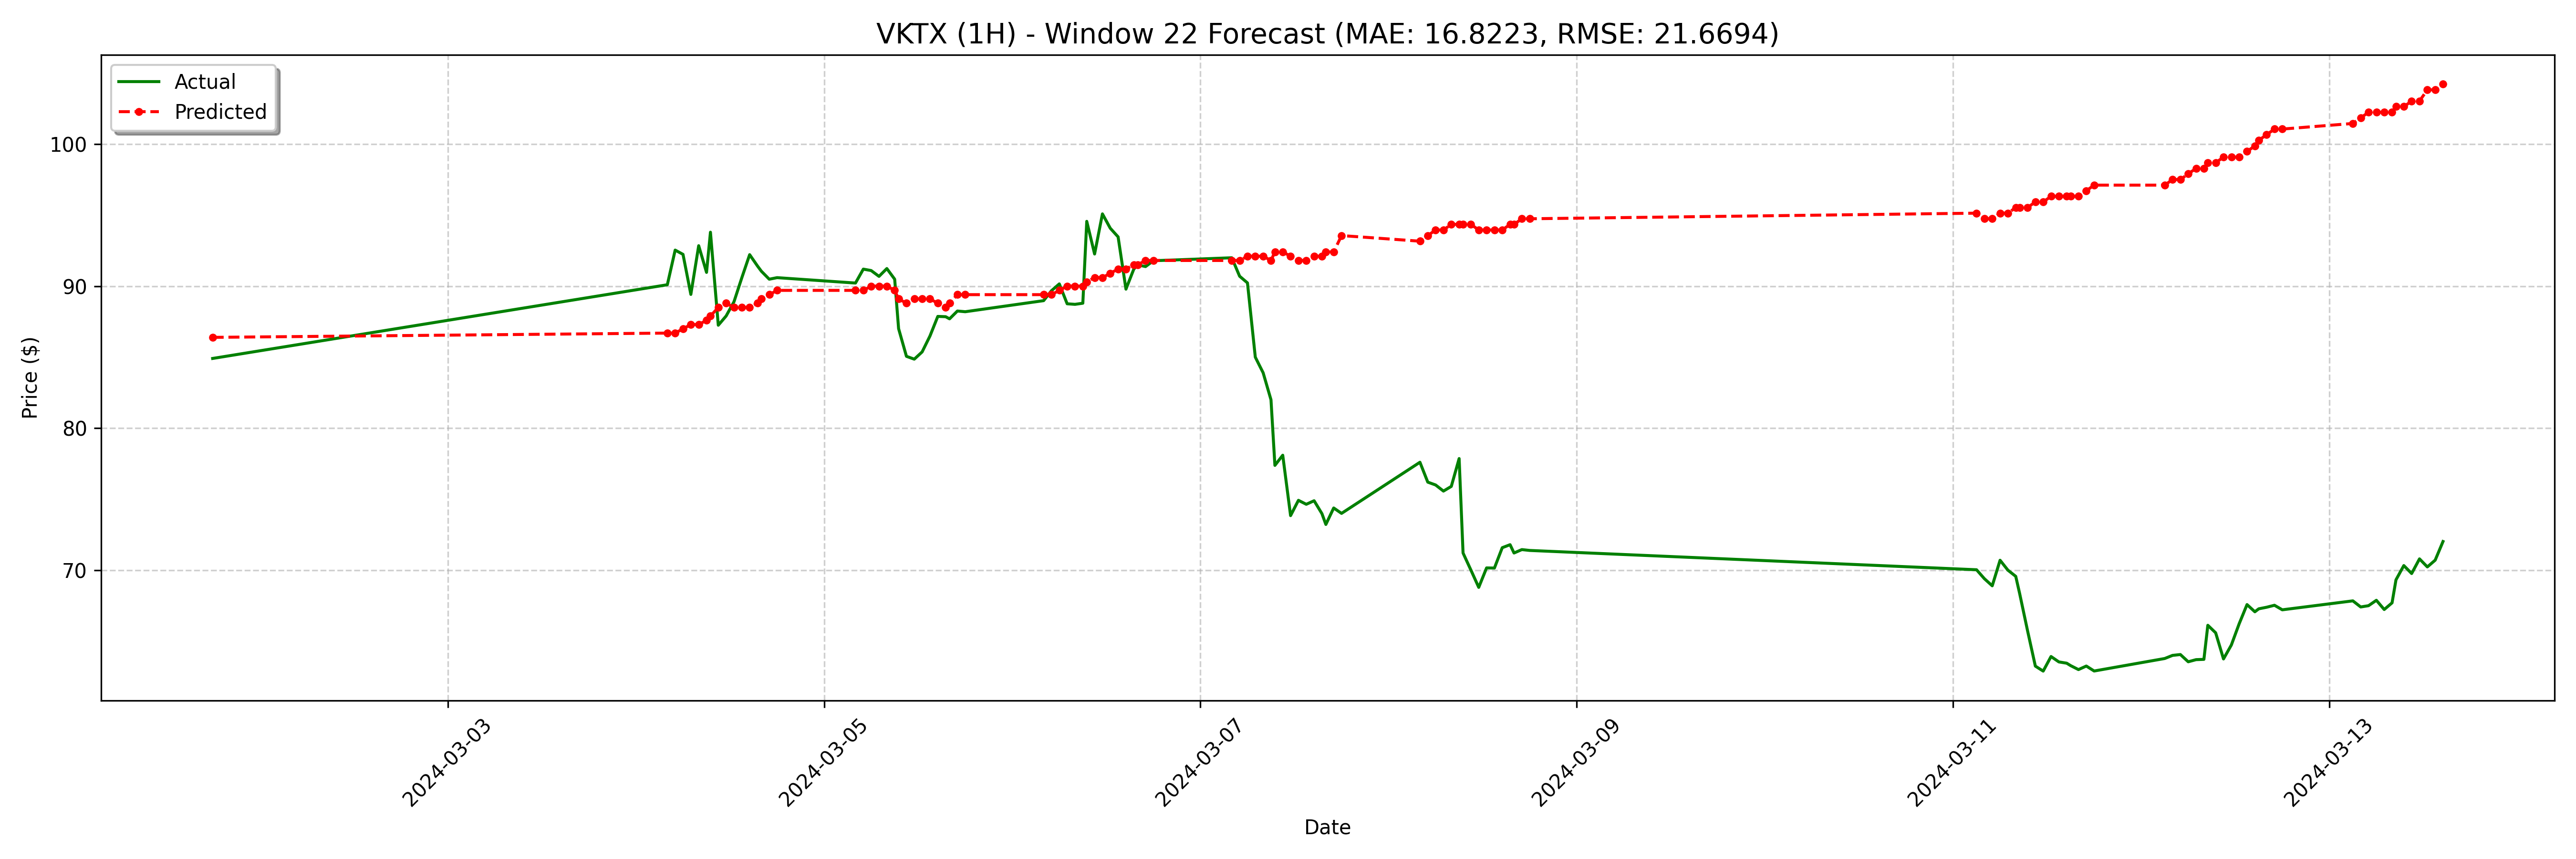 VKTX (1H) - Window 22 Forecast (MAE: 16.8223, RMSE: 21.6694)
Actual
Predicted
Price ($)
100
90
80
70
2024-03-03
2024-03-05
2024-03-07
2024-03-09
2024-03-11
2024-03-13
Date